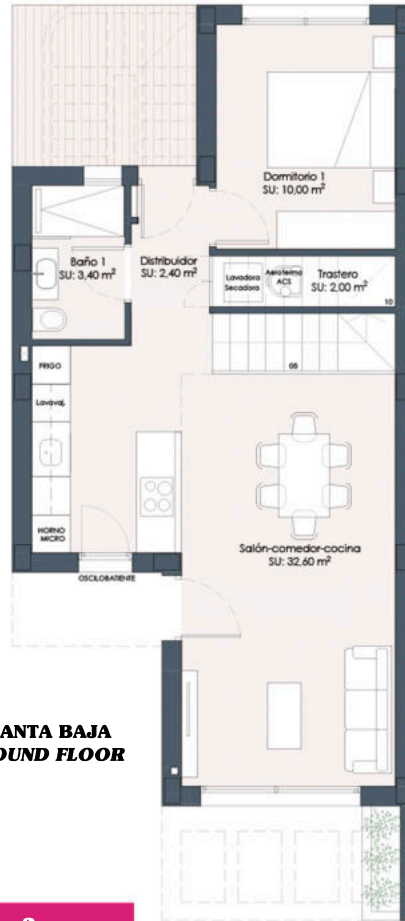 Dormitorio 1
SU: 10,00 m²
Baño 1
SU: 3,40 m²
Distribuidor
SU: 2,40 m²
Lavadora
Secadora
Aerotermo
ACS
Trastero
SU: 2,00 m²
10
05
FRIGO
Lavavaj.
HORNO
MICRO
OSCILOBATIENTE
Salón-comedor-cocina
SU: 32,60 m²
ANTA BAJA
OUND FLOOR